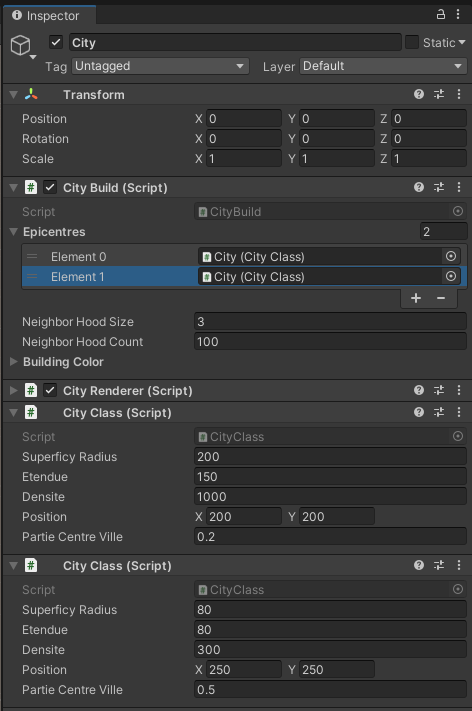 Inspector
City Static
Tag Untagged Layer Default
Transform
Position X 0 Y 0 Z 0
Rotation X 0 Y 0 Z 0
Scale X 1 Y 1 Z 1
# City Build (Script)
Script # CityBuild
Epicentres 2
Element 0 # City (City Class)
Element 1 # City (City Class)
+ −
Neighbor Hood Size 3
Neighbor Hood Count 100
Building Color
# City Renderer (Script)
# City Class (Script)
Script # CityClass
Superficy Radius 200
Etendue 150
Densite 1000
Position X 200 Y 200
Partie Centre Ville 0.2
# City Class (Script)
Script # CityClass
Superficy Radius 80
Etendue 80
Densite 300
Position X 250 Y 250
Partie Centre Ville 0.5